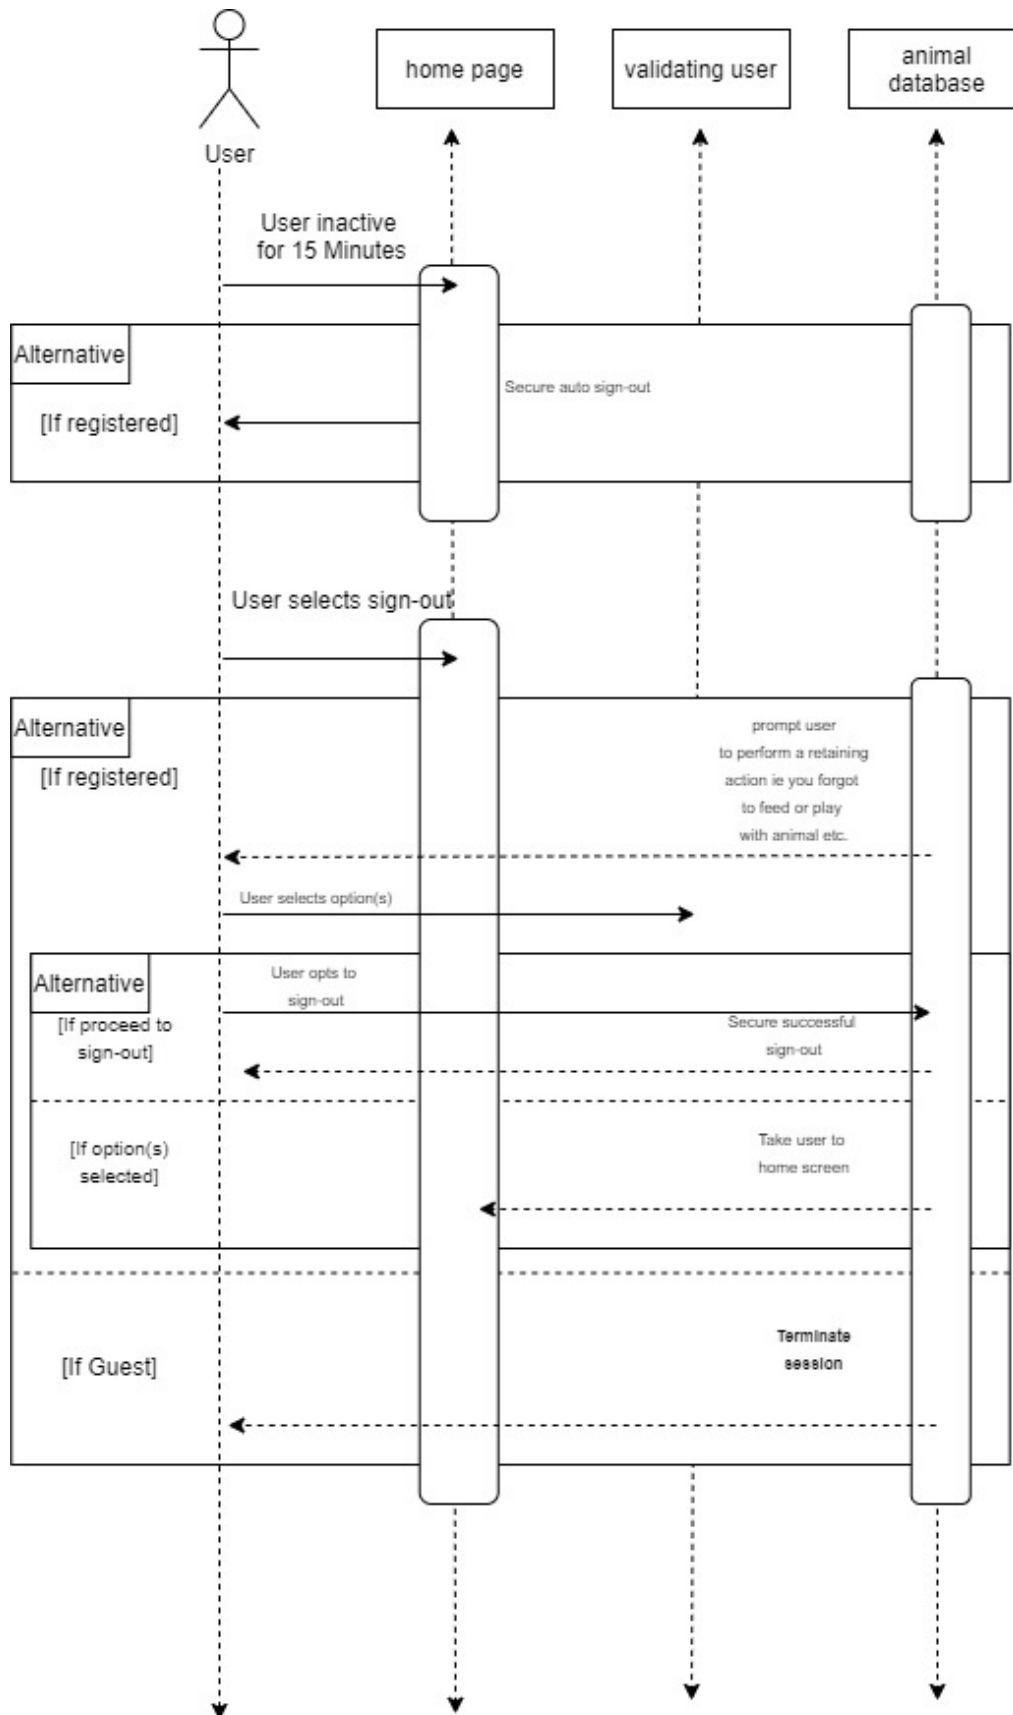 User
home page
validating user
animal
database
User inactive
for 15 Minutes
Alternative
Secure auto sign-out
[If registered]
User selects sign-out
Alternative
[If registered]
prompt user
to perform a retaining
action ie you forgot
to feed or play
with animal etc.
User selects option(s)
Alternative
User opts to
sign-out
[If proceed to
sign-out]
Secure successful
sign-out
[If option(s)
selected]
Take user to
home screen
Terminate
session
[If Guest]